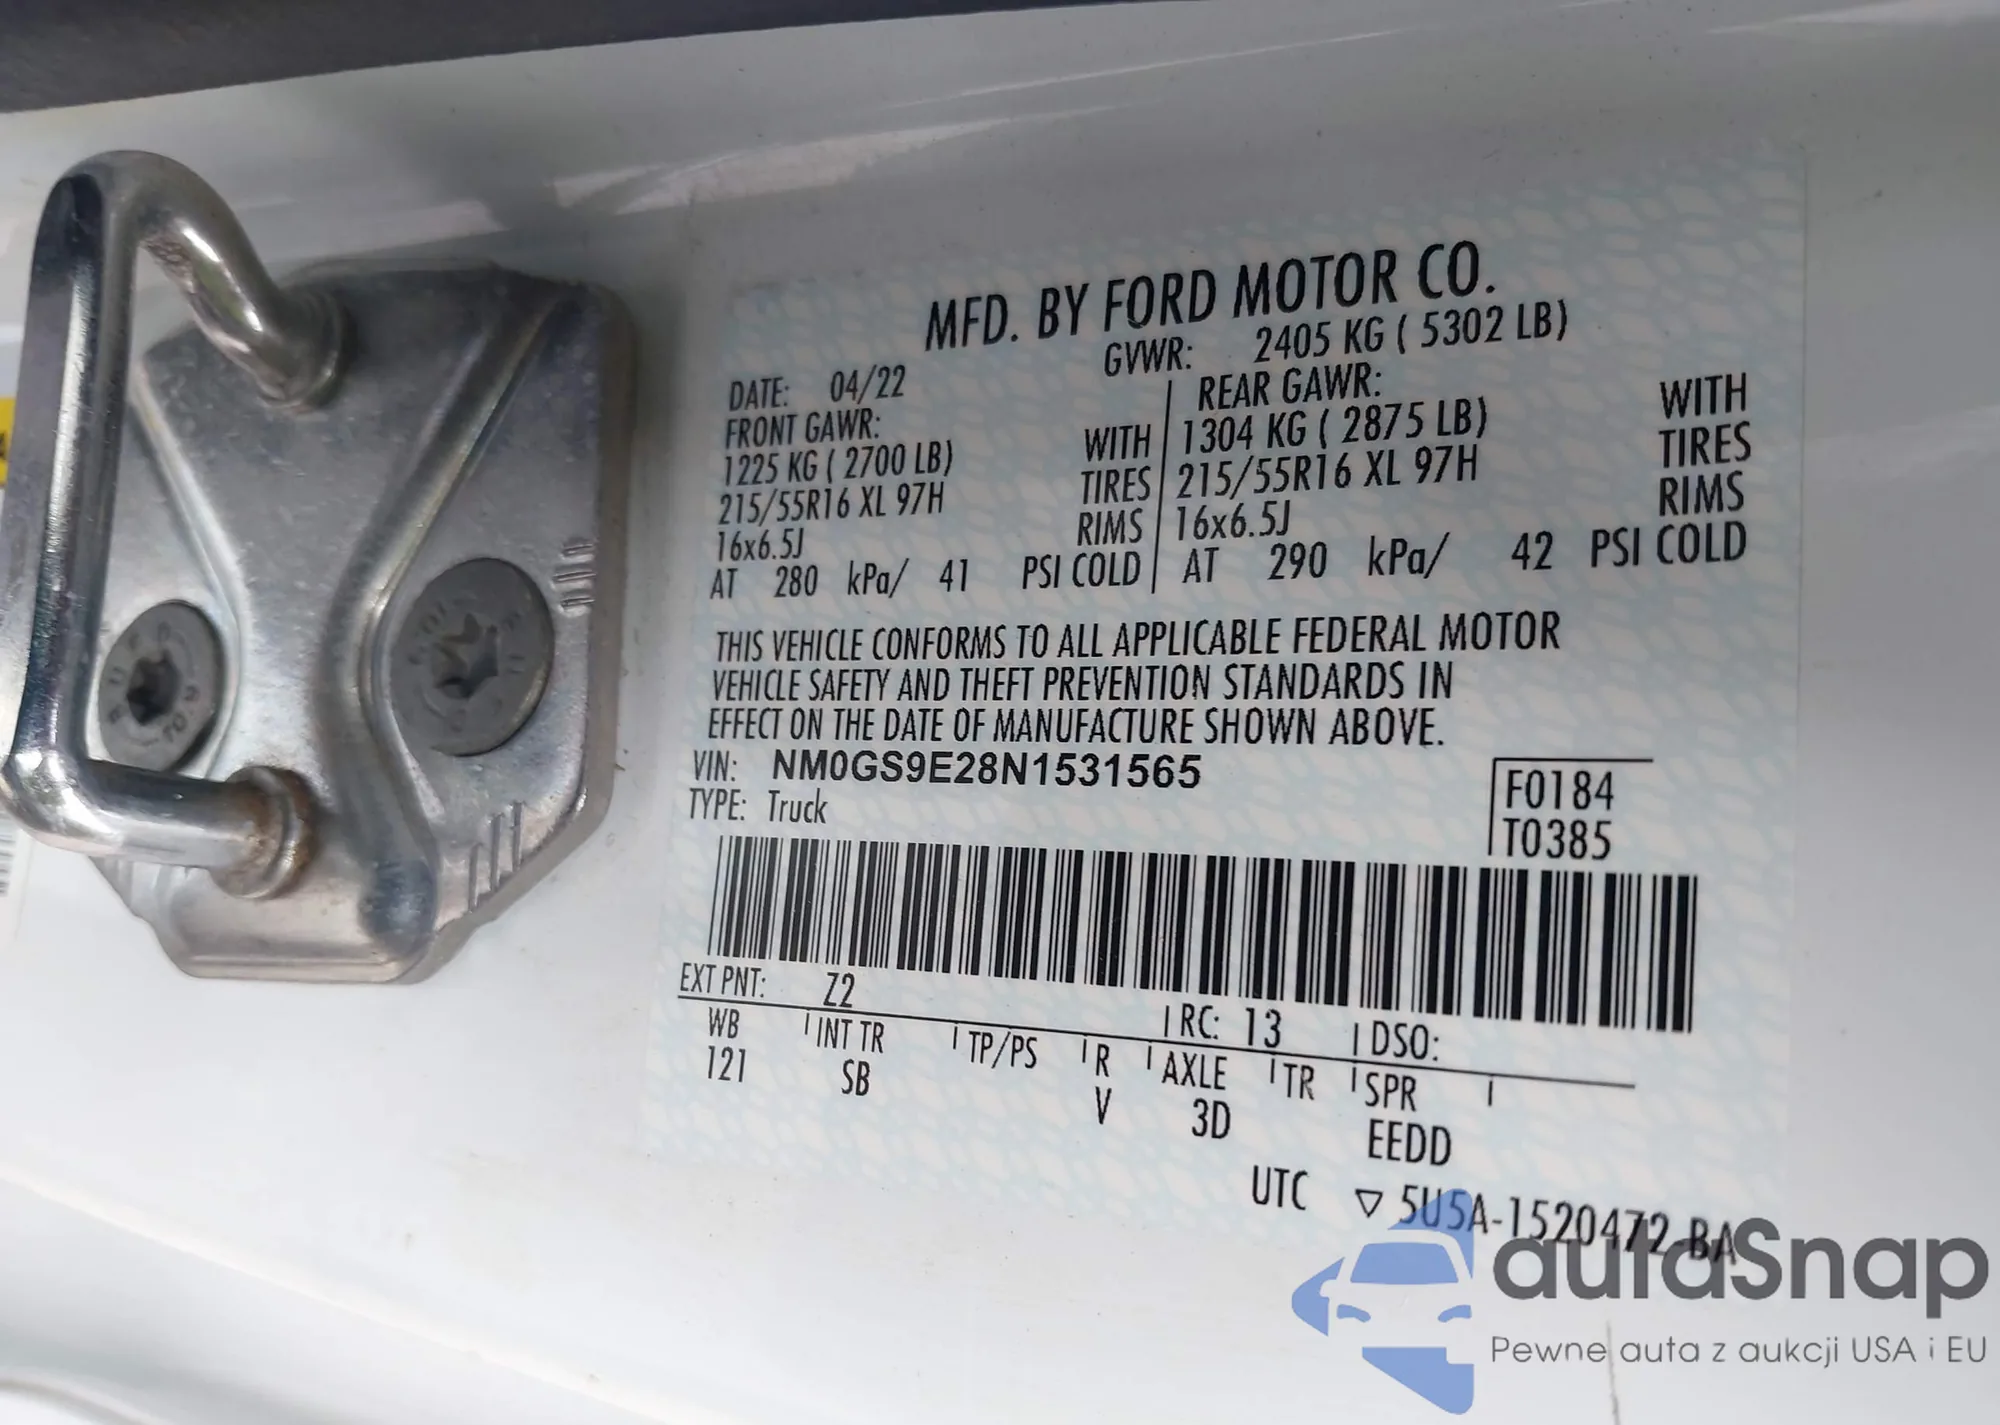 MFD. BY FORD MOTOR CO.
DATE: 04/22 GVWR: 2405 KG ( 5302 LB)
FRONT GAWR: REAR GAWR:
1225 KG ( 2700 LB) WITH 1304 KG ( 2875 LB) WITH
215/55R16 XL 97H TIRES 215/55R16 XL 97H TIRES
16x6.5J RIMS 16x6.5J RIMS
AT 280 kPa/ 41 PSI COLD AT 290 kPa/ 42 PSI COLD
THIS VEHICLE CONFORMS TO ALL APPLICABLE FEDERAL MOTOR
VEHICLE SAFETY AND THEFT PREVENTION STANDARDS IN
EFFECT ON THE DATE OF MANUFACTURE SHOWN ABOVE.
VIN: NM0GS9E28N1531565
TYPE: Truck
F0184
T0385
EXT PNT: Z2 RC: 13 DSO:
WB INT TR TP/PS R AXLE TR SPR
121 SB V 3D EEDD
UTC ▽ 5U5A-1520472-BA
autaSnap
Pewne auta z aukcji USA i EU